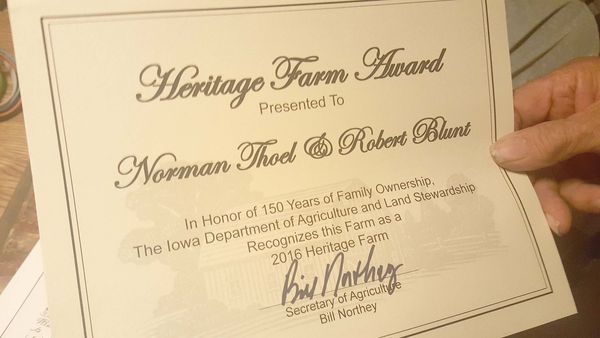 Heritage Farm Award
Presented To
Norman Thoel & Robert Blunt
In Honor of 150 Years of Family Ownership,
The Iowa Department of Agriculture and Land Stewardship
Recognizes this Farm as a
2016 Heritage Farm
Bill Northey
Secretary of Agriculture
Bill Northey